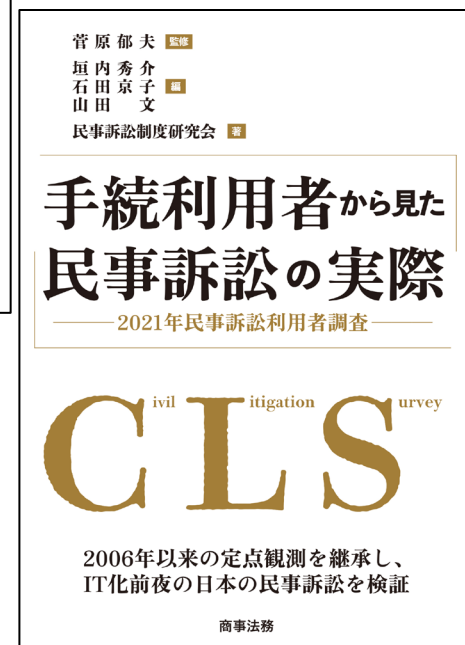 菅原郁夫 監修
垣内秀介
石田京子 編
山田 文
民事訴訟制度研究会 著
手続利用者から見た
民事訴訟の実際
2021年民事訴訟利用者調査
Civil Litigation Survey
2006年以来の定点観測を継承し、
IT化前夜の日本の民事訴訟を検証
商事法務